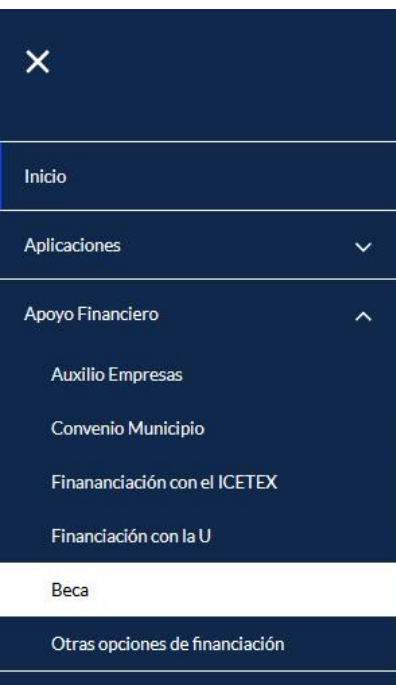 Inicio
Aplicaciones
Apoyo Financiero
Auxilio Empresas
Convenio Municipio
Finananciación con el ICETEX
Financiación con la U
Beca
Otras opciones de financiación